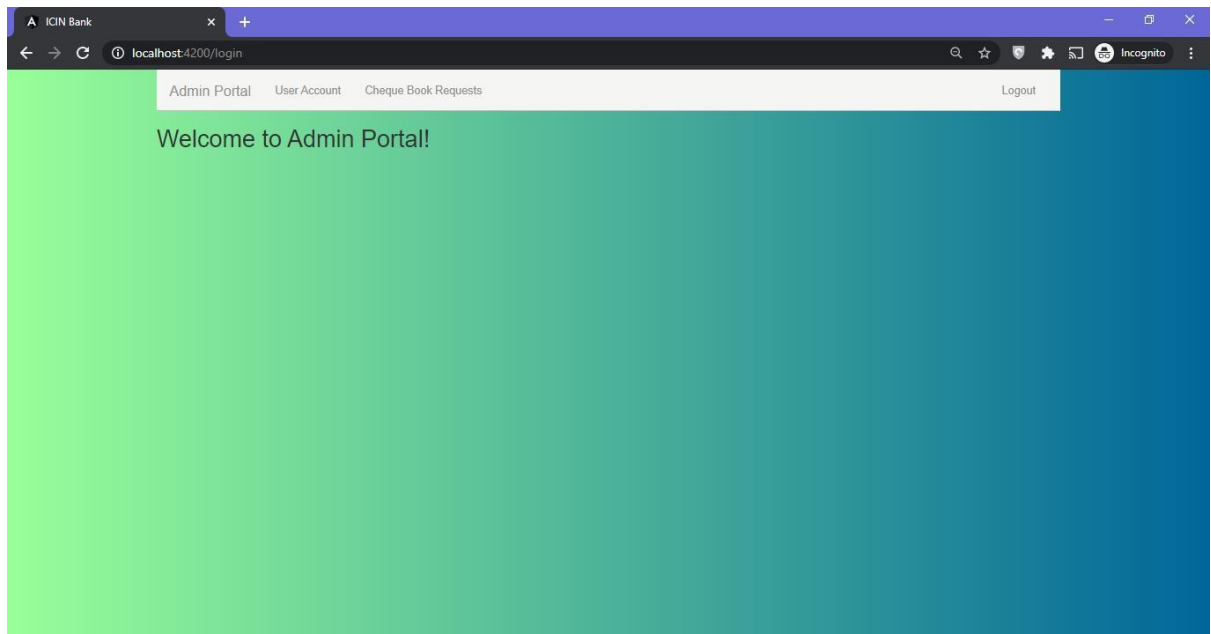 ICIN Bank
localhost:4200/login
Incognito
Admin Portal User Account Cheque Book Requests Logout
Welcome to Admin Portal!